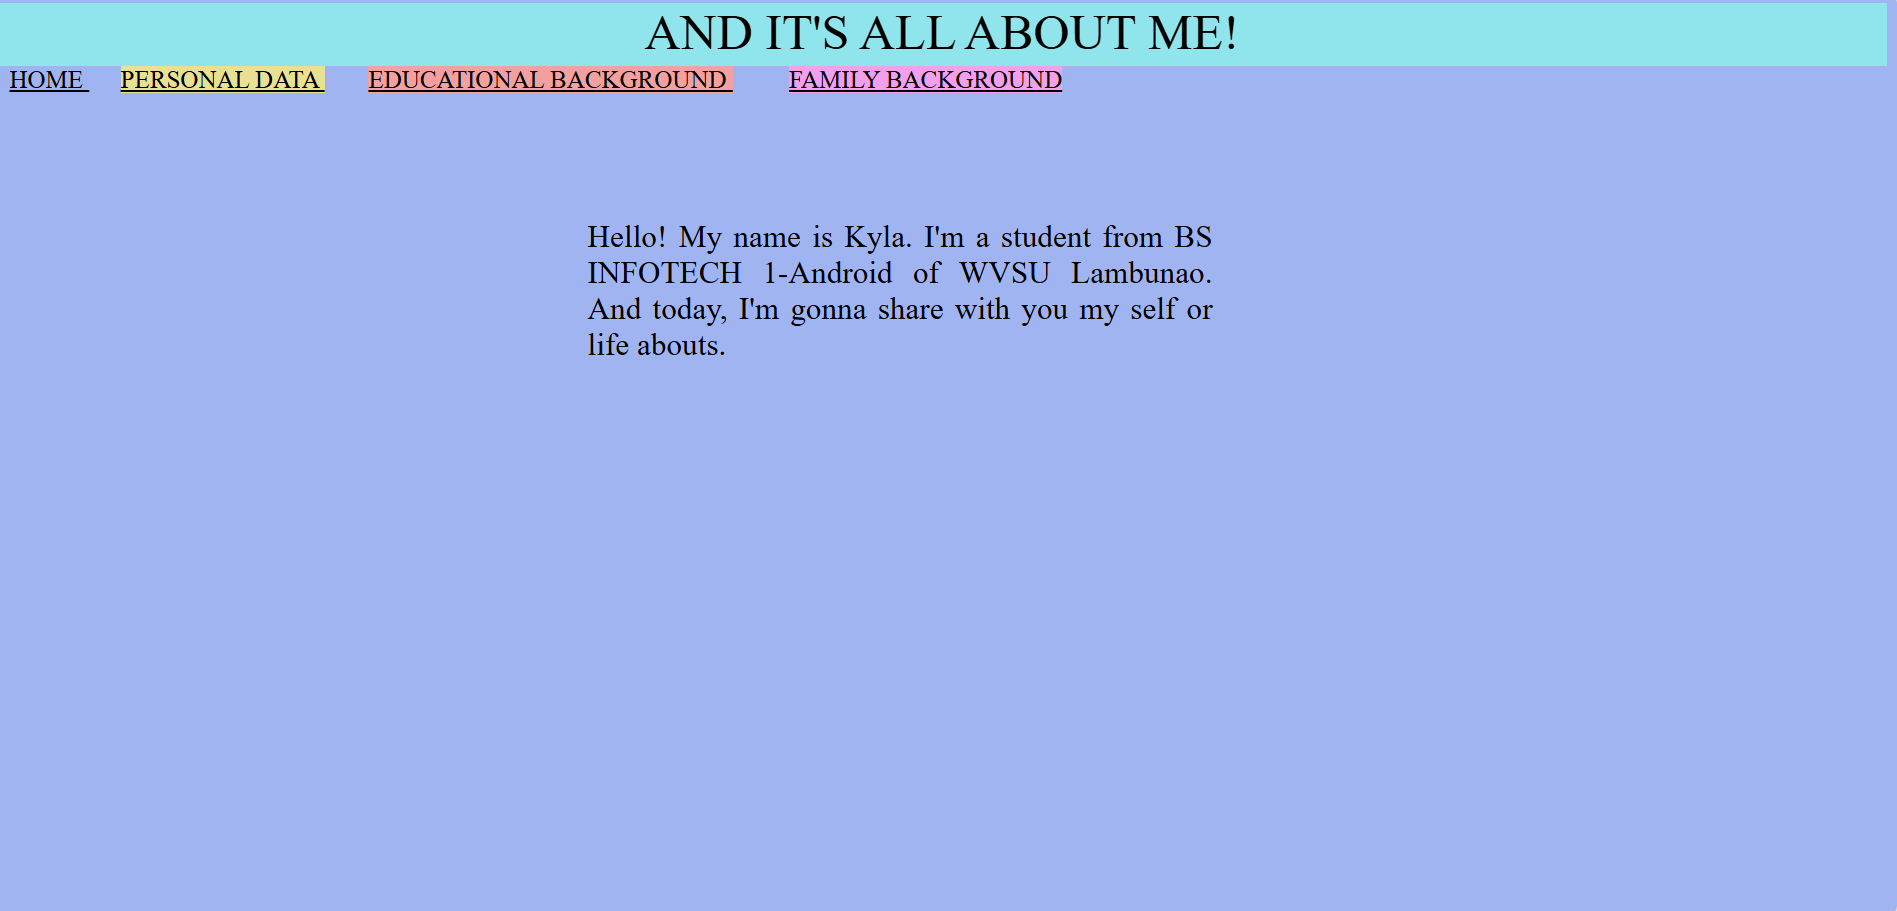 AND IT'S ALL ABOUT ME!
HOME PERSONAL DATA EDUCATIONAL BACKGROUND FAMILY BACKGROUND
Hello! My name is Kyla. I'm a student from BS
INFOTECH 1-Android of WVSU Lambunao.
And today, I'm gonna share with you my self or
life abouts.